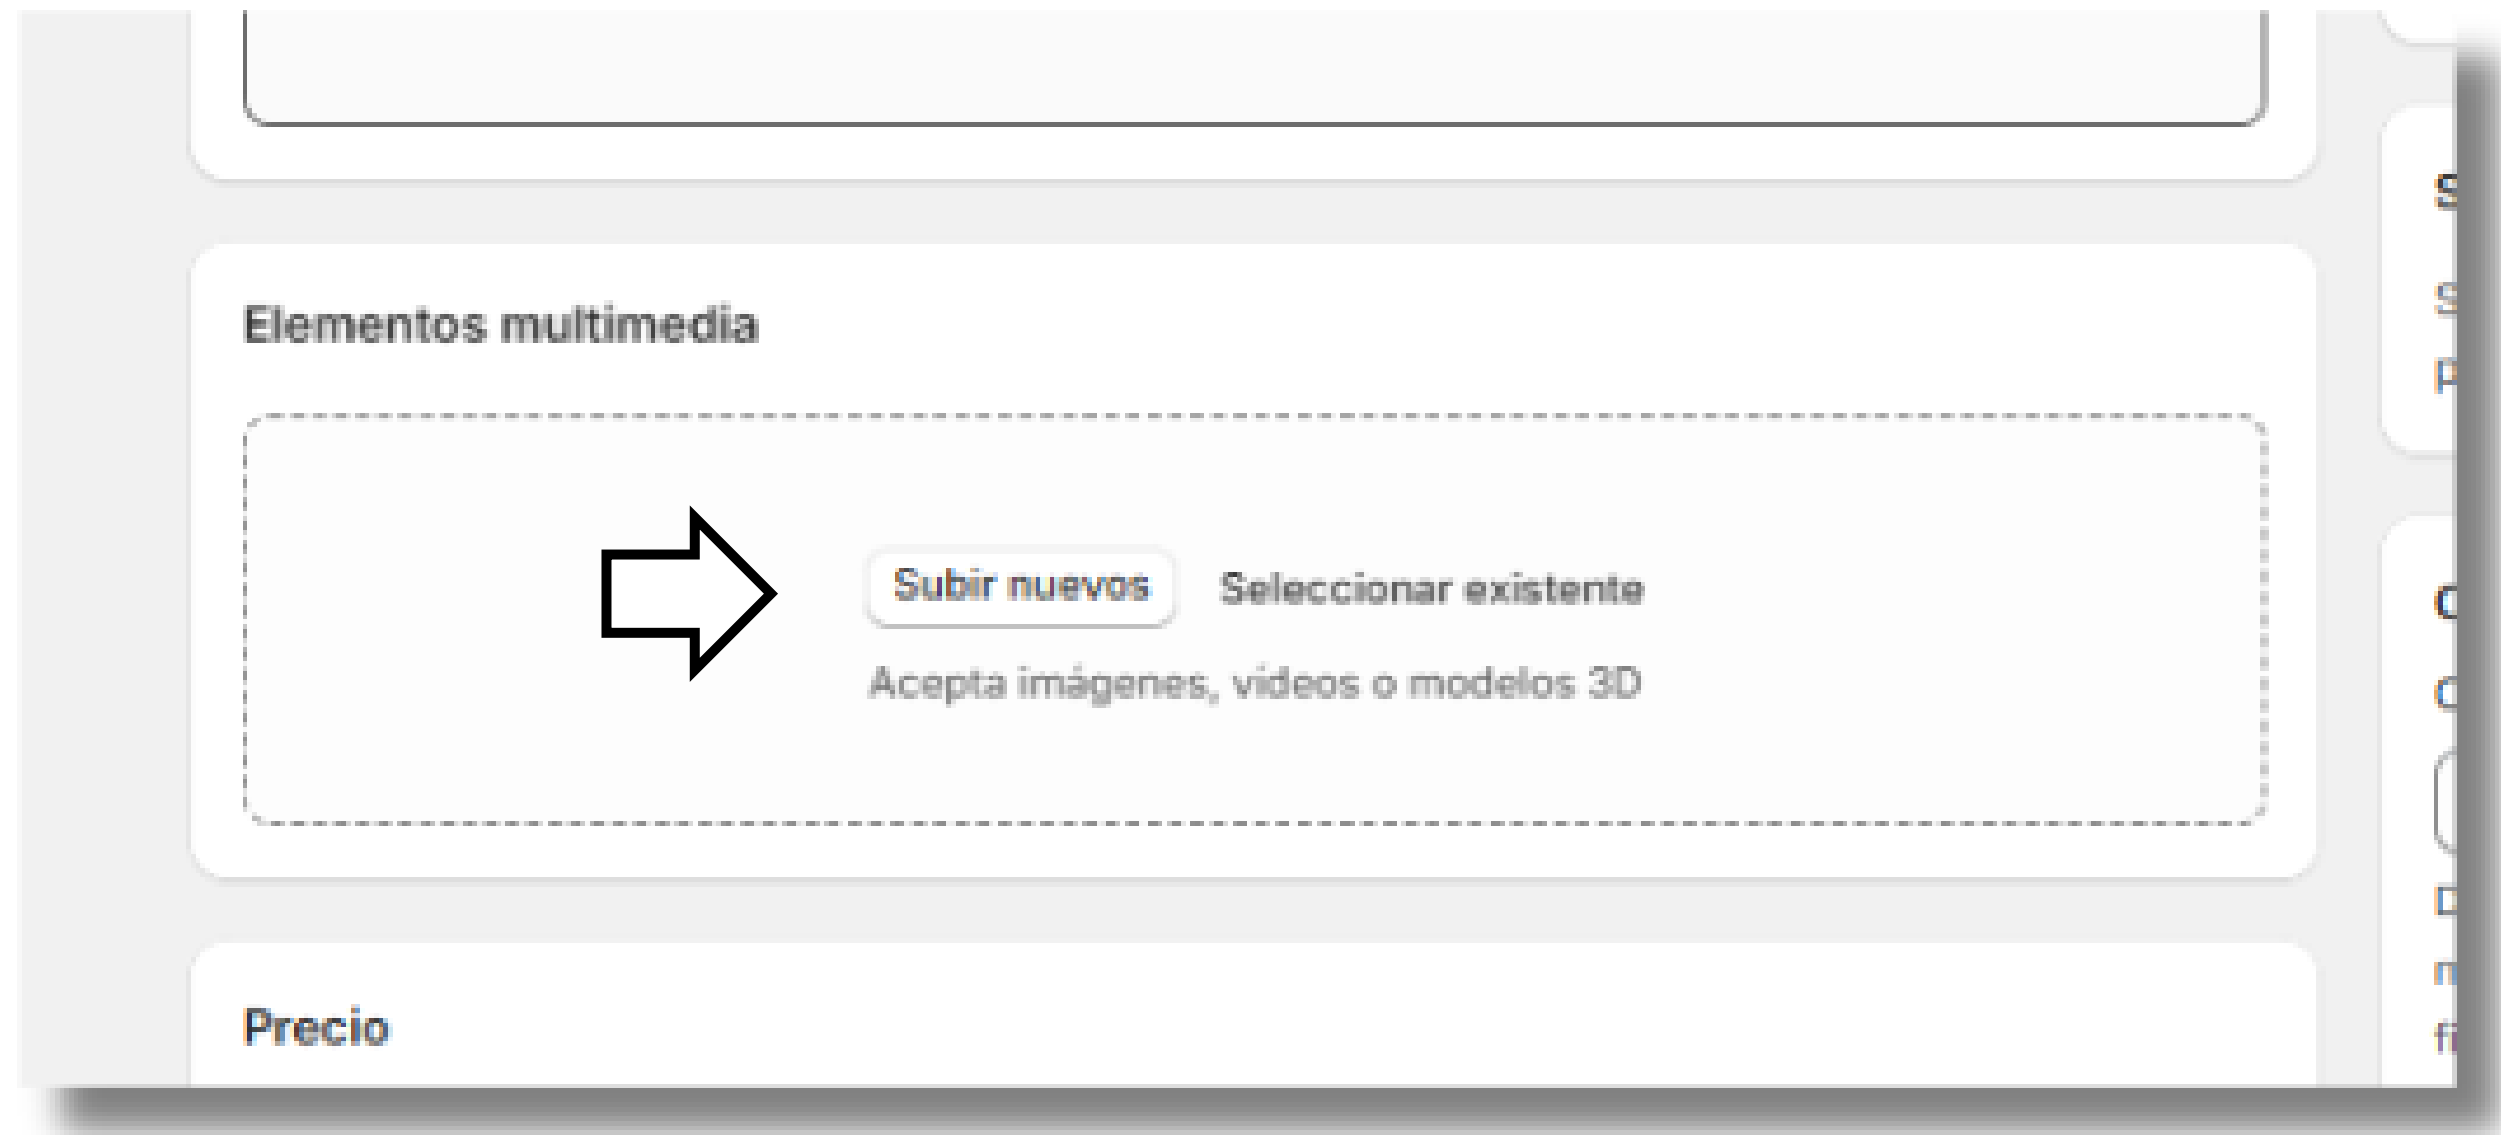 Elementos multimedia
Subir nuevos
Seleccionar existente
Acepta imágenes, videos o modelos 3D
Precio